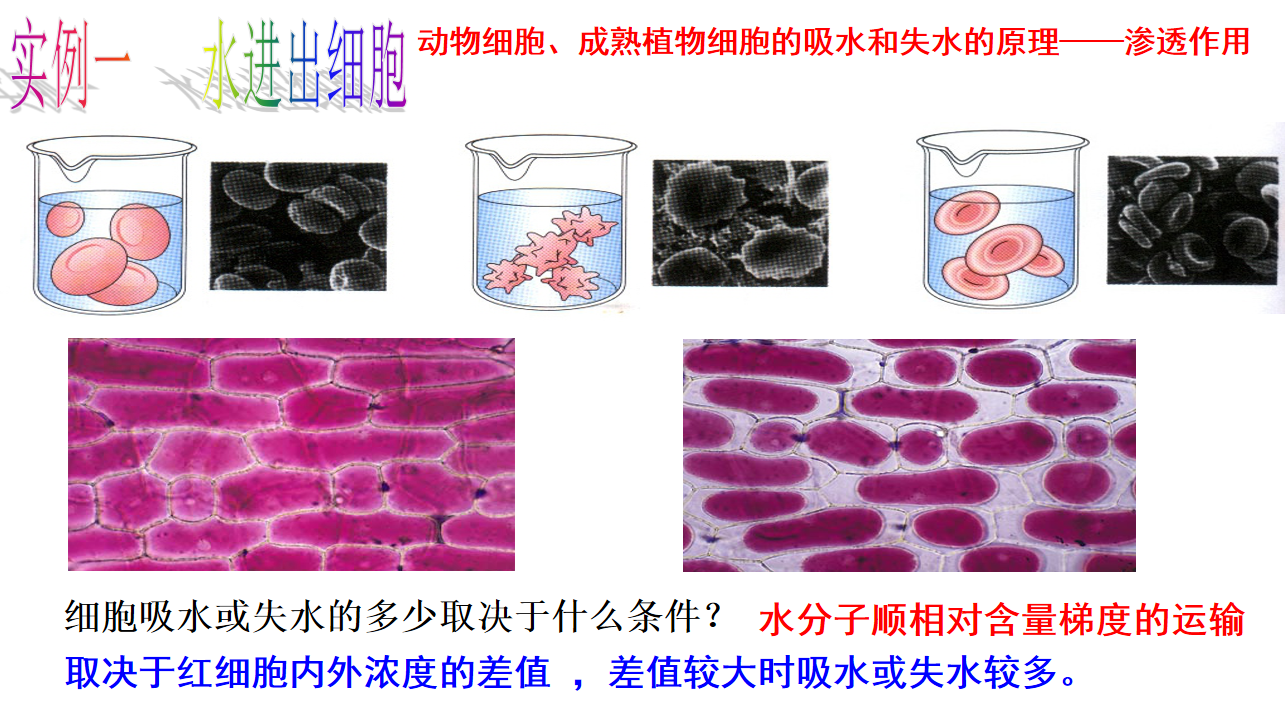 实例一 水进出细胞
动物细胞、成熟植物细胞的吸水和失水的原理——渗透作用
细胞吸水或失水的多少取决于什么条件？
水分子顺相对含量梯度的运输
取决于红细胞内外浓度的差值 ，差值较大时吸水或失水较多。